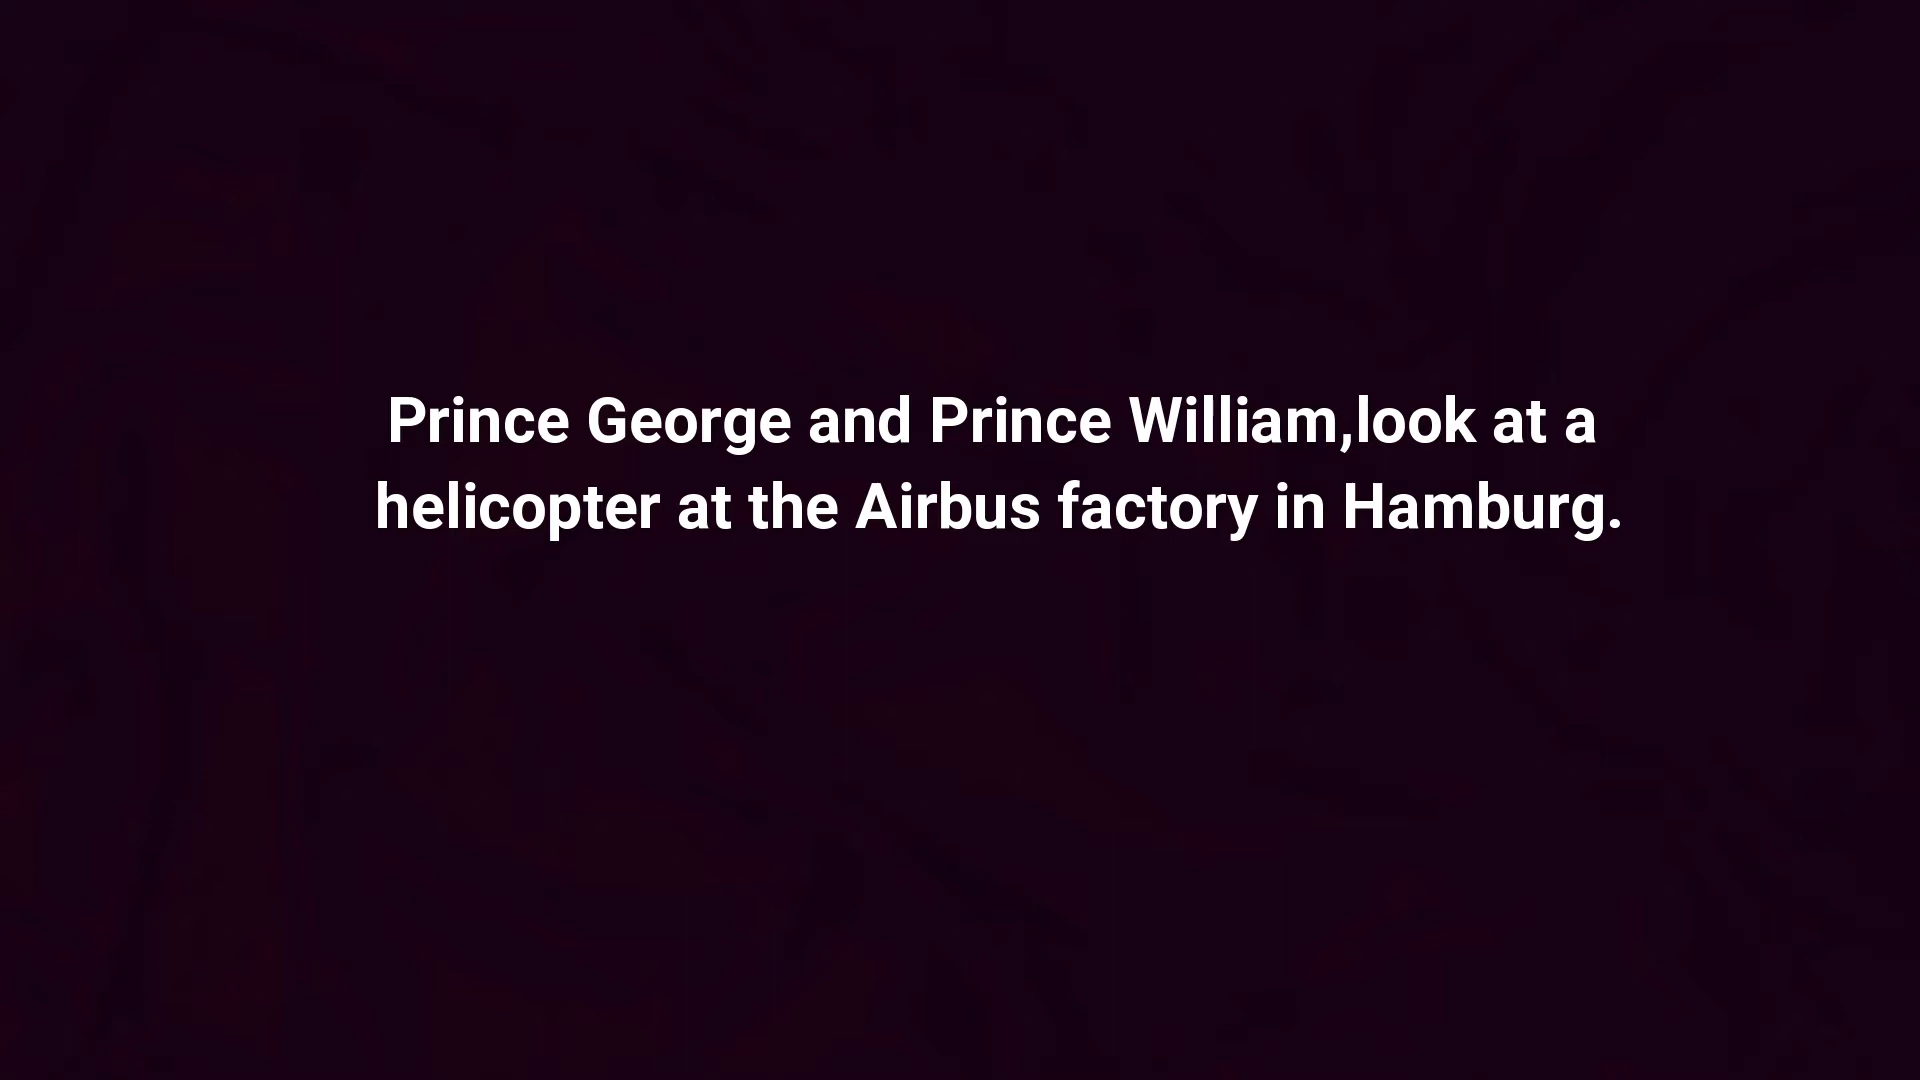 Prince George and Prince William,look at a
helicopter at the Airbus factory in Hamburg.